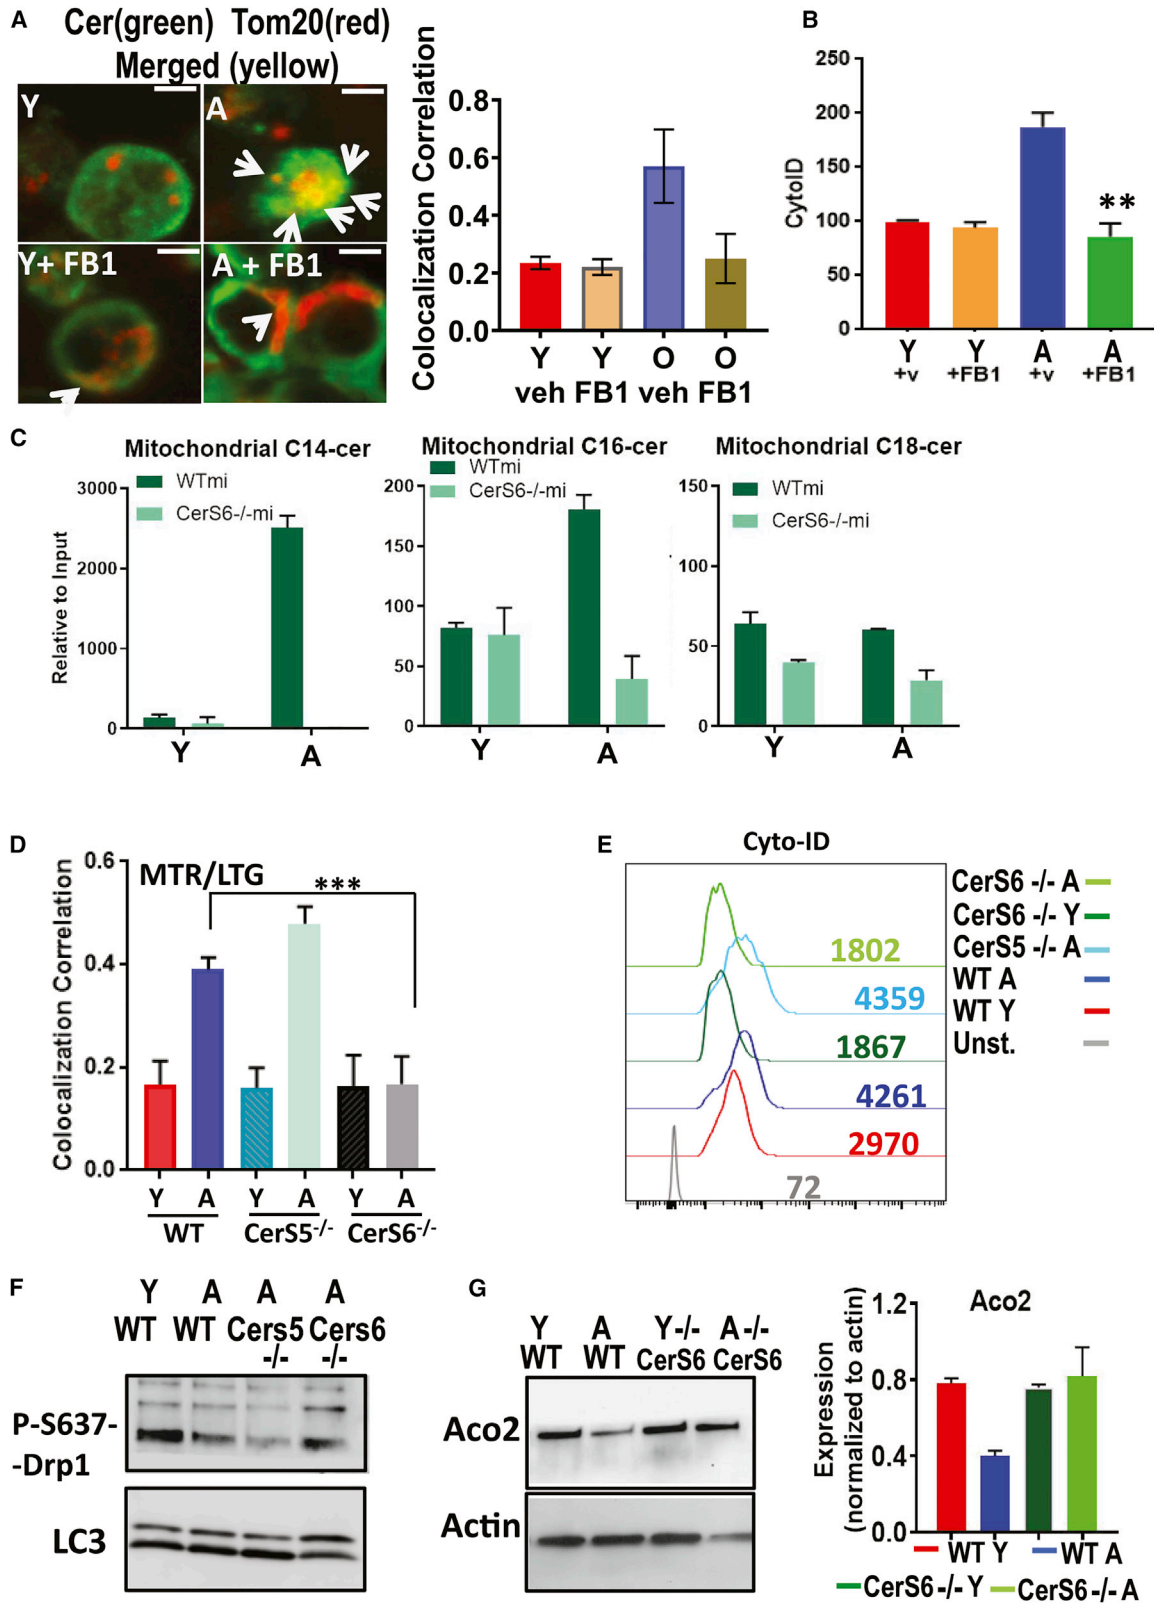 A
Cer(green) Tom20(red)
Merged (yellow)
Y
A
Y+ FB1
A + FB1
Colocalization Correlation
0.8
0.6
0.4
0.2
0.0
Y Y O O
veh FB1 veh FB1
B
CytoID
250
200
150
100
50
0
**
Y Y A A
+v +FB1 +v +FB1
C
Mitochondrial C14-cer
WTmi
CerS6-/-mi
Relative to Input
3000
2000
1000
0
Y A
Mitochondrial C16-cer
WTmi
CerS6-/-mi
200
150
100
50
0
Y A
Mitochondrial C18-cer
WTmi
CerS6-/-mi
150
100
50
0
Y A
D
MTR/LTG
***
Colocalization Correlation
0.6
0.4
0.2
0.0
Y A Y A Y A
WT CerS5-/- CerS6-/-
E
Cyto-ID
1802
4359
1867
4261
2970
72
CerS6 -/- A
CerS6 -/- Y
CerS5 -/- A
WT A
WT Y
Unst.
F
Y A A A
WT WT Cers5 Cers6
-/- -/-
P-S637-
-Drp1
LC3
G
Y A Y-/- A -/-
WT WT CerS6 CerS6
Aco2
Actin
Aco2
Expression
(normalized to actin)
1.2
0.8
0.4
0.0
WT Y WT A
CerS6 -/- Y CerS6 -/- A